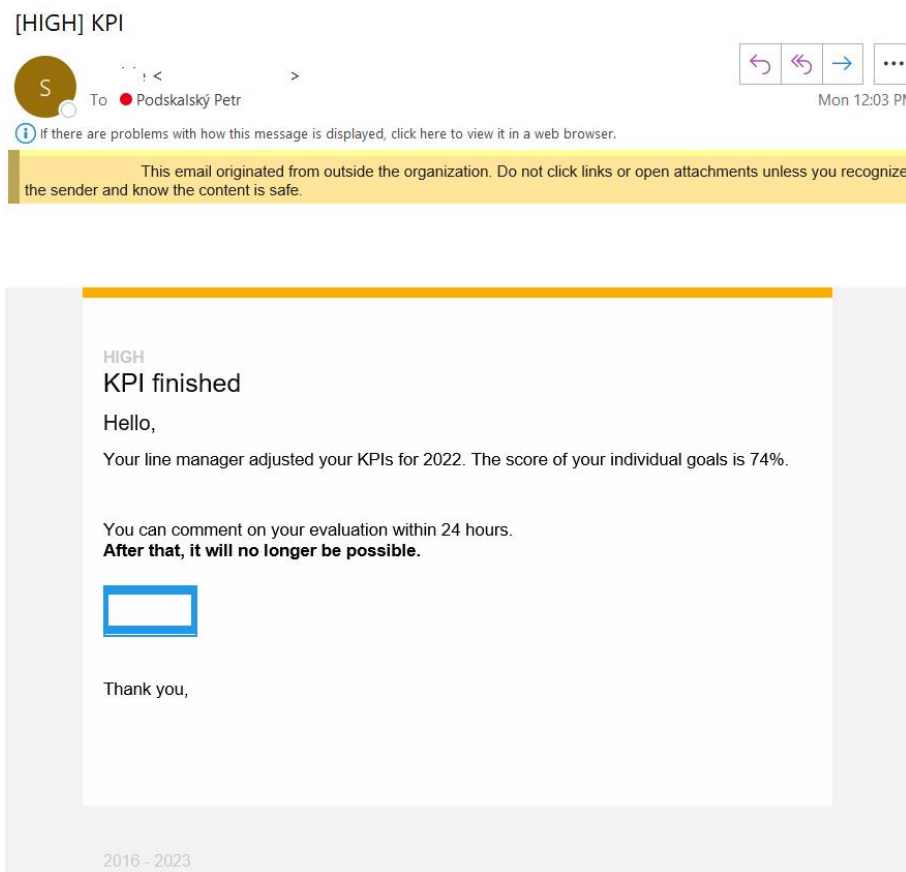 [HIGH] KPI
S
<                    >
To Podskalský Petr
Mon 12:03 PM
If there are problems with how this message is displayed, click here to view it in a web browser.
This email originated from outside the organization. Do not click links or open attachments unless you recognize
the sender and know the content is safe.
HIGH
KPI finished
Hello,
Your line manager adjusted your KPIs for 2022. The score of your individual goals is 74%.
You can comment on your evaluation within 24 hours.
After that, it will no longer be possible.
Thank you,
2016 - 2023